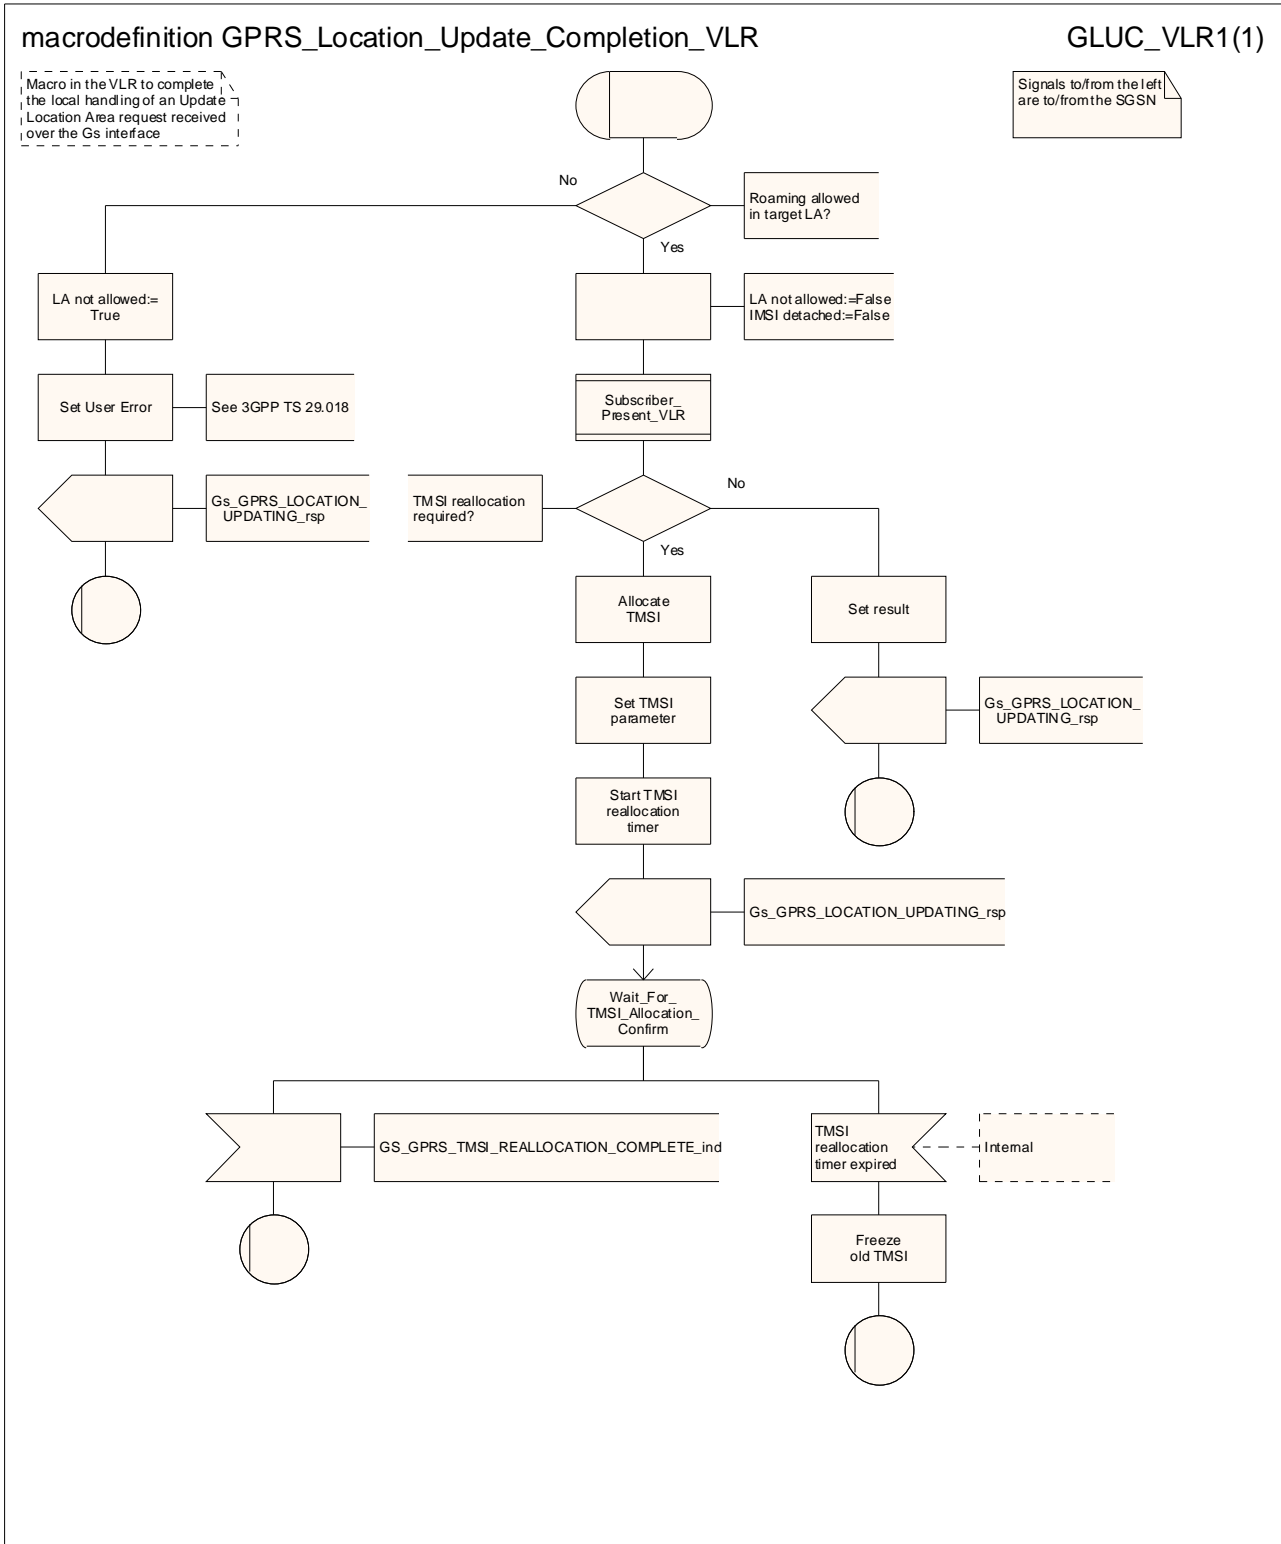 macrodefinition GPRS_Location_Update_Completion_VLR
GLUC_VLR1(1)
Macro in the VLR to complete
the local handling of an Update
Location Area request received
over the Gs interface
Signals to/from the left
are to/from the SGSN
No
Roaming allowed
in target LA?
Yes
LA not allowed:=
True
LA not allowed:=False
IMSI detached:=False
Set User Error
See 3GPP TS 29.018
Subscriber_
Present_VLR
Gs_GPRS_LOCATION_
UPDATING_rsp
TMSI reallocation
required?
No
Yes
Allocate
TMSI
Set result
Set TMSI
parameter
Gs_GPRS_LOCATION_
UPDATING_rsp
Start TMSI
reallocation
timer
Gs_GPRS_LOCATION_UPDATING_rsp
Wait_For_
TMSI_Allocation_
Confirm
GS_GPRS_TMSI_REALLOCATION_COMPLETE_ind
TMSI
reallocation
timer expired
Internal
Freeze
old TMSI